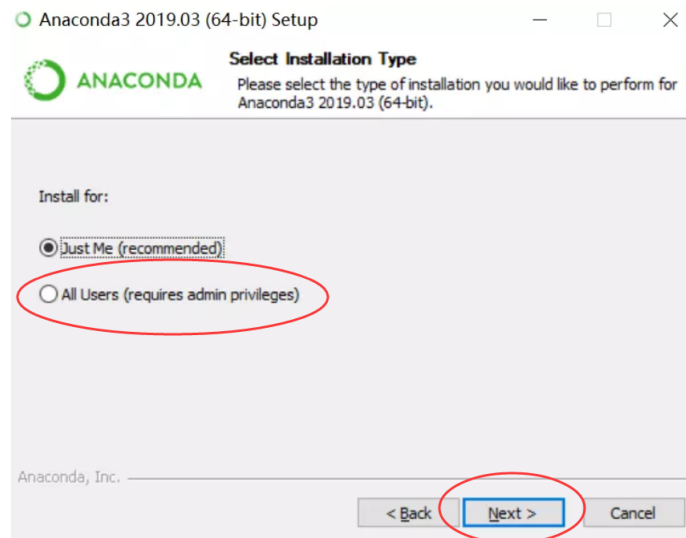 Anaconda3 2019.03 (64-bit) Setup
ANACONDA
Select Installation Type
Please select the type of installation you would like to perform for
Anaconda3 2019.03 (64-bit).
Install for:
Just Me (recommended)
All Users (requires admin privileges)
Anaconda, Inc.
< Back
Next >
Cancel